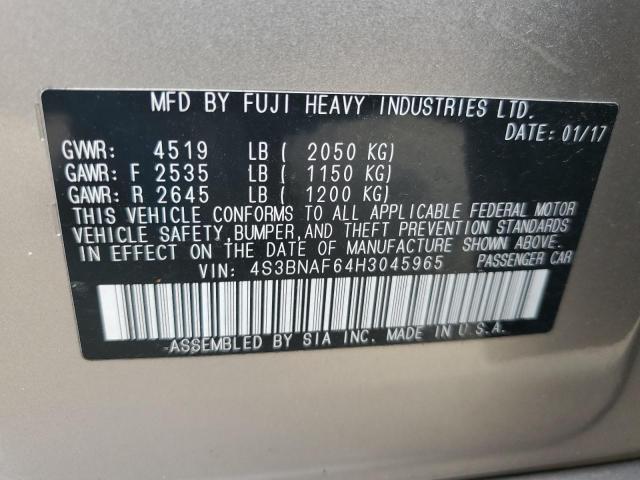 MFD BY FUJI HEAVY INDUSTRIES LTD.
DATE: 01/17
GVWR: 4519 LB ( 2050 KG)
GAWR: F 2535 LB ( 1150 KG)
GAWR: R 2645 LB ( 1200 KG)
THIS VEHICLE CONFORMS TO ALL APPLICABLE FEDERAL MOTOR
VEHICLE SAFETY, BUMPER, AND THEFT PREVENTION STANDARDS
IN EFFECT ON THE DATE OF MANUFACTURE SHOWN ABOVE.
VIN: 4S3BNAF64H3045965 PASSENGER CAR
ASSEMBLED BY SIA INC. MADE IN U.S.A.